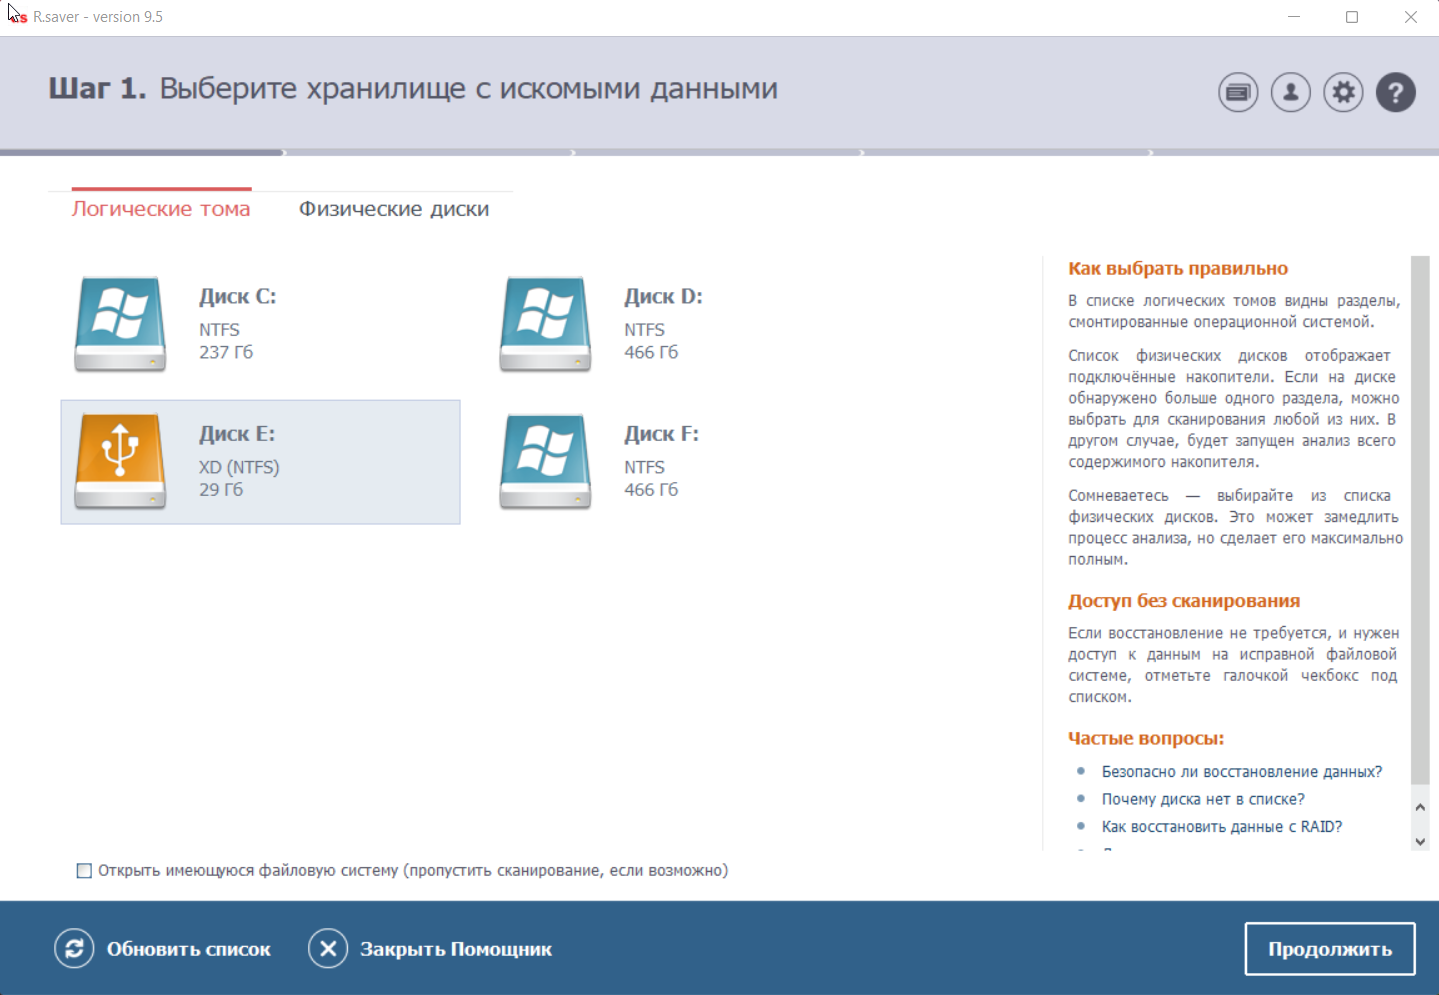 R.saver - version 9.5
Шаг 1. Выберите хранилище с искомыми данными
?
Логические тома
Физические диски
Диск C:
NTFS
237 Гб
Диск D:
NTFS
466 Гб
Диск E:
XD (NTFS)
29 Гб
Диск F:
NTFS
466 Гб
Как выбрать правильно
В списке логических томов видны разделы,
смонтированные операционной системой.
Список физических дисков отображает
подключённые накопители. Если на диске
обнаружено больше одного раздела, можно
выбрать для сканирования любой из них. В
другом случае, будет запущен анализ всего
содержимого накопителя.
Сомневаетесь — выбирайте из списка
физических дисков. Это может замедлить
процесс анализа, но сделает его максимально
полным.
Доступ без сканирования
Если восстановление не требуется, и нужен
доступ к данным на исправной файловой
системе, отметьте галочкой чекбокс под
списком.
Частые вопросы:
Безопасно ли восстановление данных?
Почему диска нет в списке?
Как восстановить данные с RAID?
Открыть имеющуюся файловую систему (пропустить сканирование, если возможно)
Обновить список
Закрыть Помощник
Продолжить